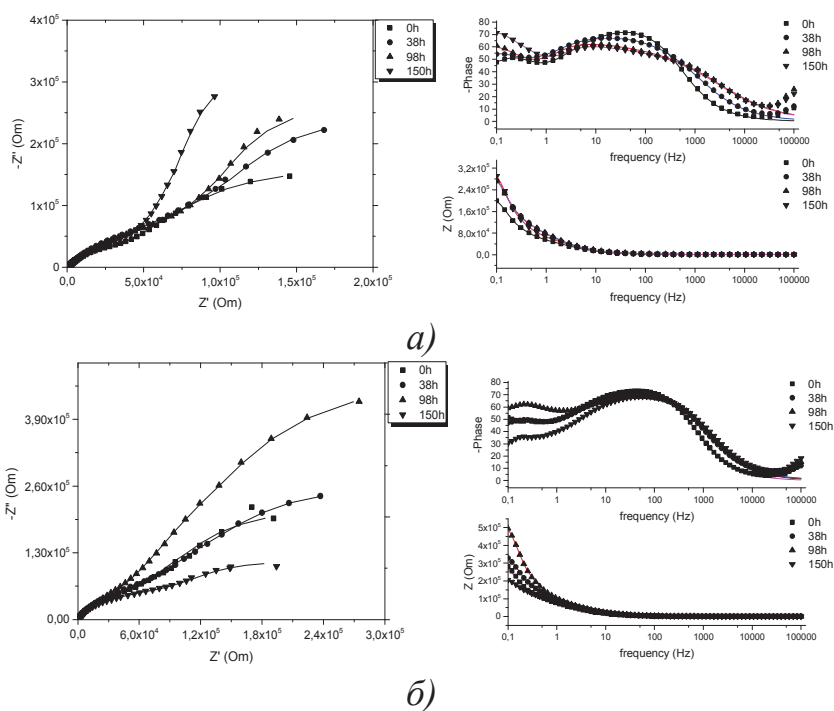 4x10⁵
3x10⁵
2x10⁵
1x10⁵
0
-Z'' (Om)
0,0
5,0x10⁴
1,0x10⁵
1,5x10⁵
2,0x10⁵
Z' (Om)
0h
38h
98h
150h
80
70
60
50
40
30
20
10
0
-Phase
0,1
1
10
100
1000
10000
100000
frequency (Hz)
0h
38h
98h
150h
3,2x10⁵
2,4x10⁵
1,6x10⁵
8,0x10⁴
0,0
Z (Om)
0,1
1
10
100
1000
10000
100000
frequency (Hz)
0h
38h
98h
150h
а)
3,90x10⁵
2,60x10⁵
1,30x10⁵
0,00
-Z'' (Om)
0,0
6,0x10⁴
1,2x10⁵
1,8x10⁵
2,4x10⁵
3,0x10⁵
Z' (Om)
0h
38h
98h
150h
80
70
60
50
40
30
20
10
0
-Phase
0,1
1
10
100
1000
10000
100000
frequency (Hz)
0h
38h
98h
150h
5x10⁵
4x10⁵
3x10⁵
2x10⁵
1x10⁵
0
Z (Om)
0,1
1
10
100
1000
10000
100000
frequency (Hz)
0h
38h
98h
150h
б)